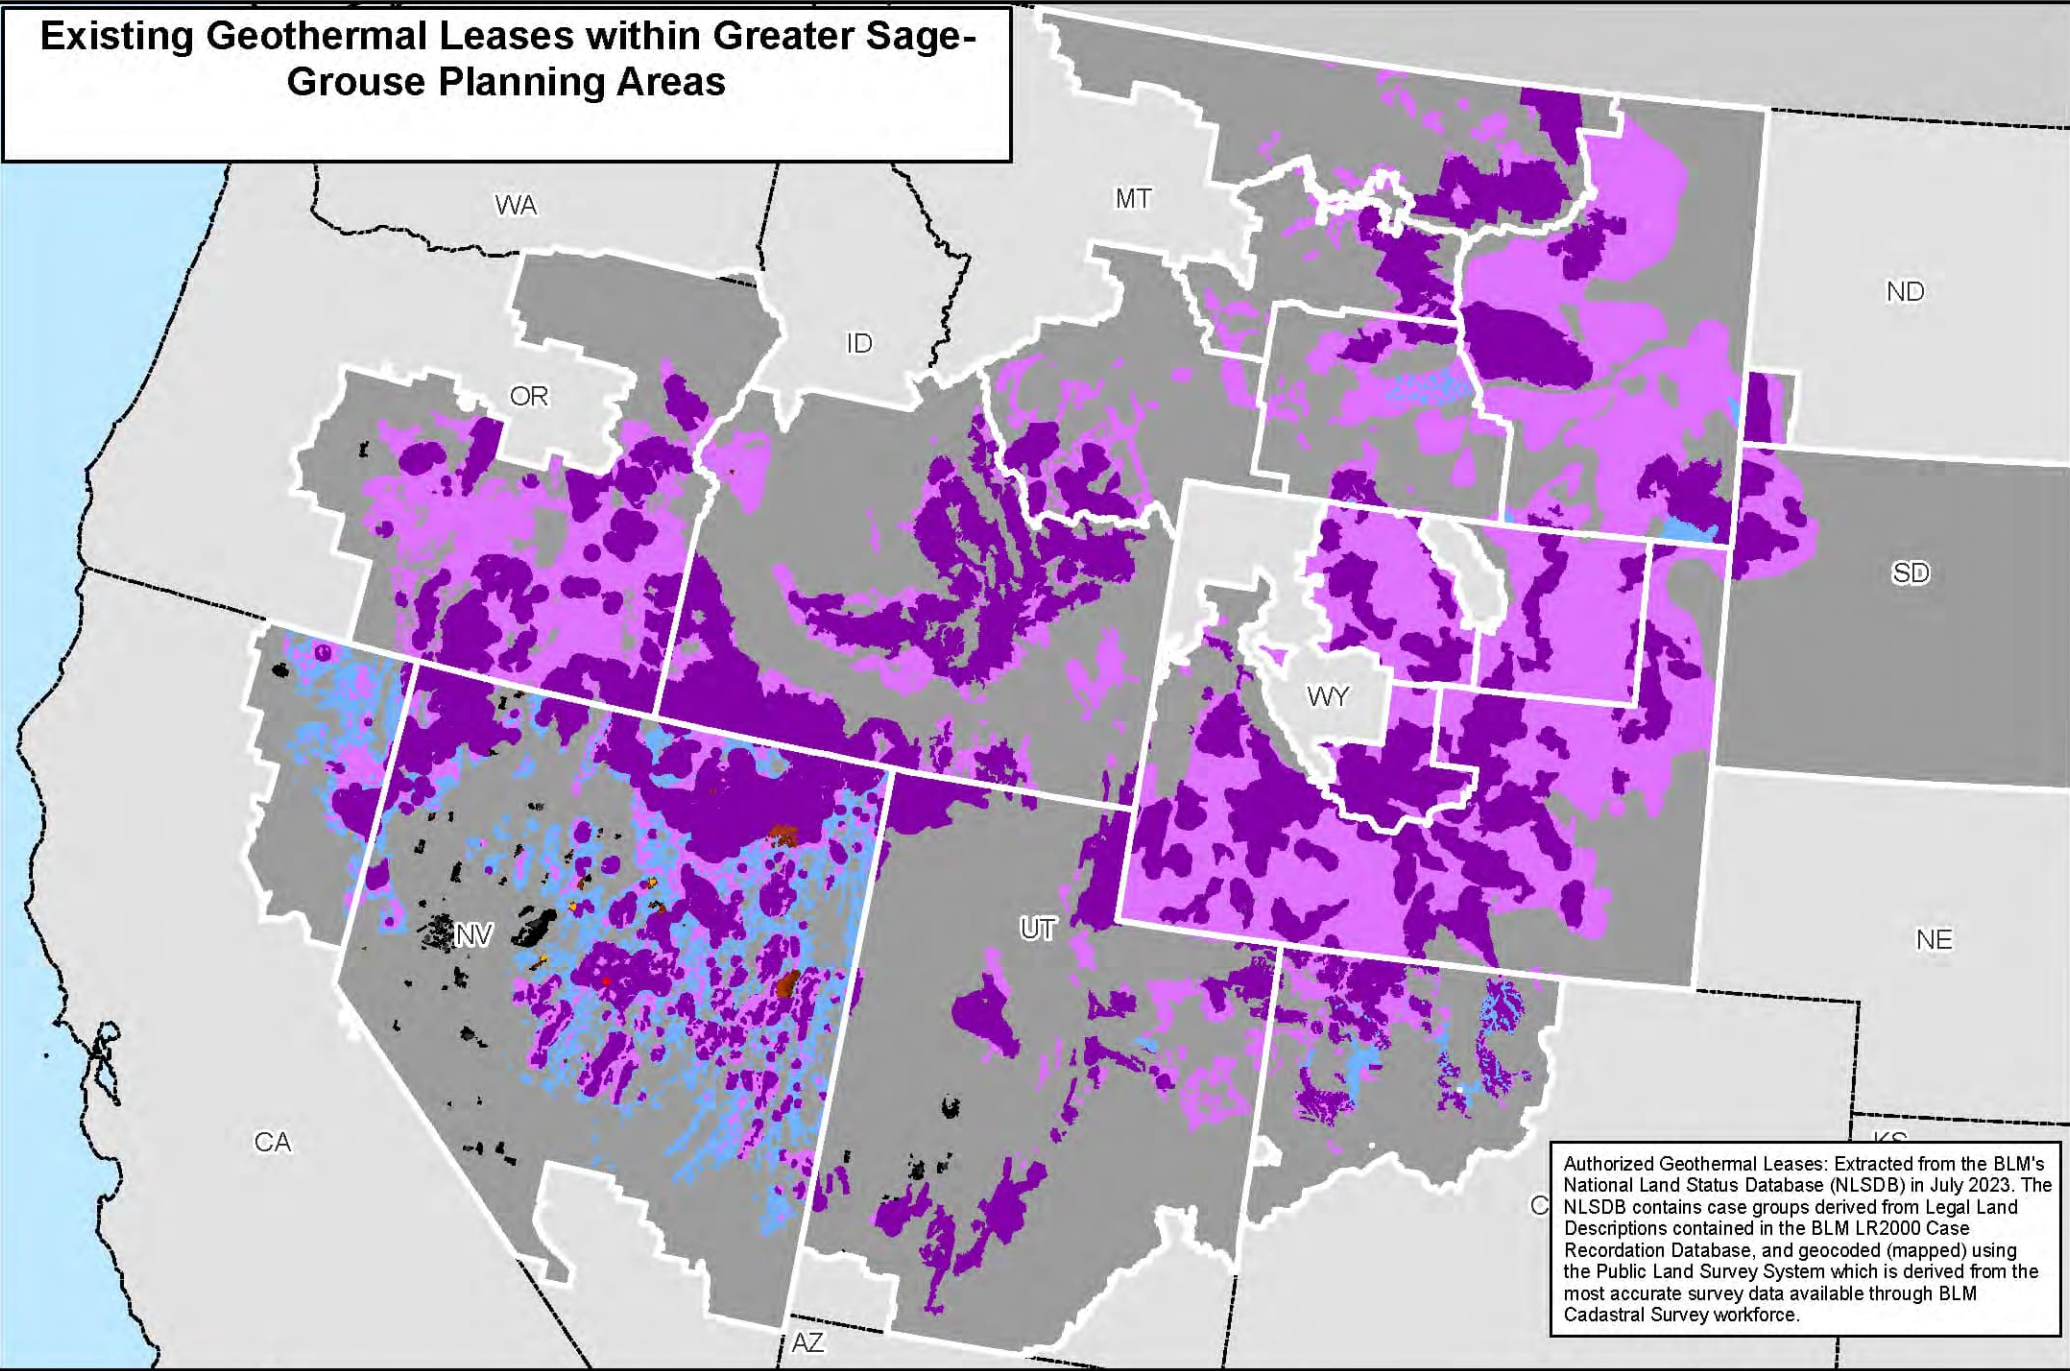 Existing Geothermal Leases within Greater Sage-
Grouse Planning Areas
WA
MT
ND
ID
OR
SD
WY
NV
UT
NE
CA
KS
C
AZ
Authorized Geothermal Leases: Extracted from the BLM's
National Land Status Database (NLSDB) in July 2023. The
NLSDB contains case groups derived from Legal Land
Descriptions contained in the BLM LR2000 Case
Recordation Database, and geocoded (mapped) using
the Public Land Survey System which is derived from the
most accurate survey data available through BLM
Cadastral Survey workforce.